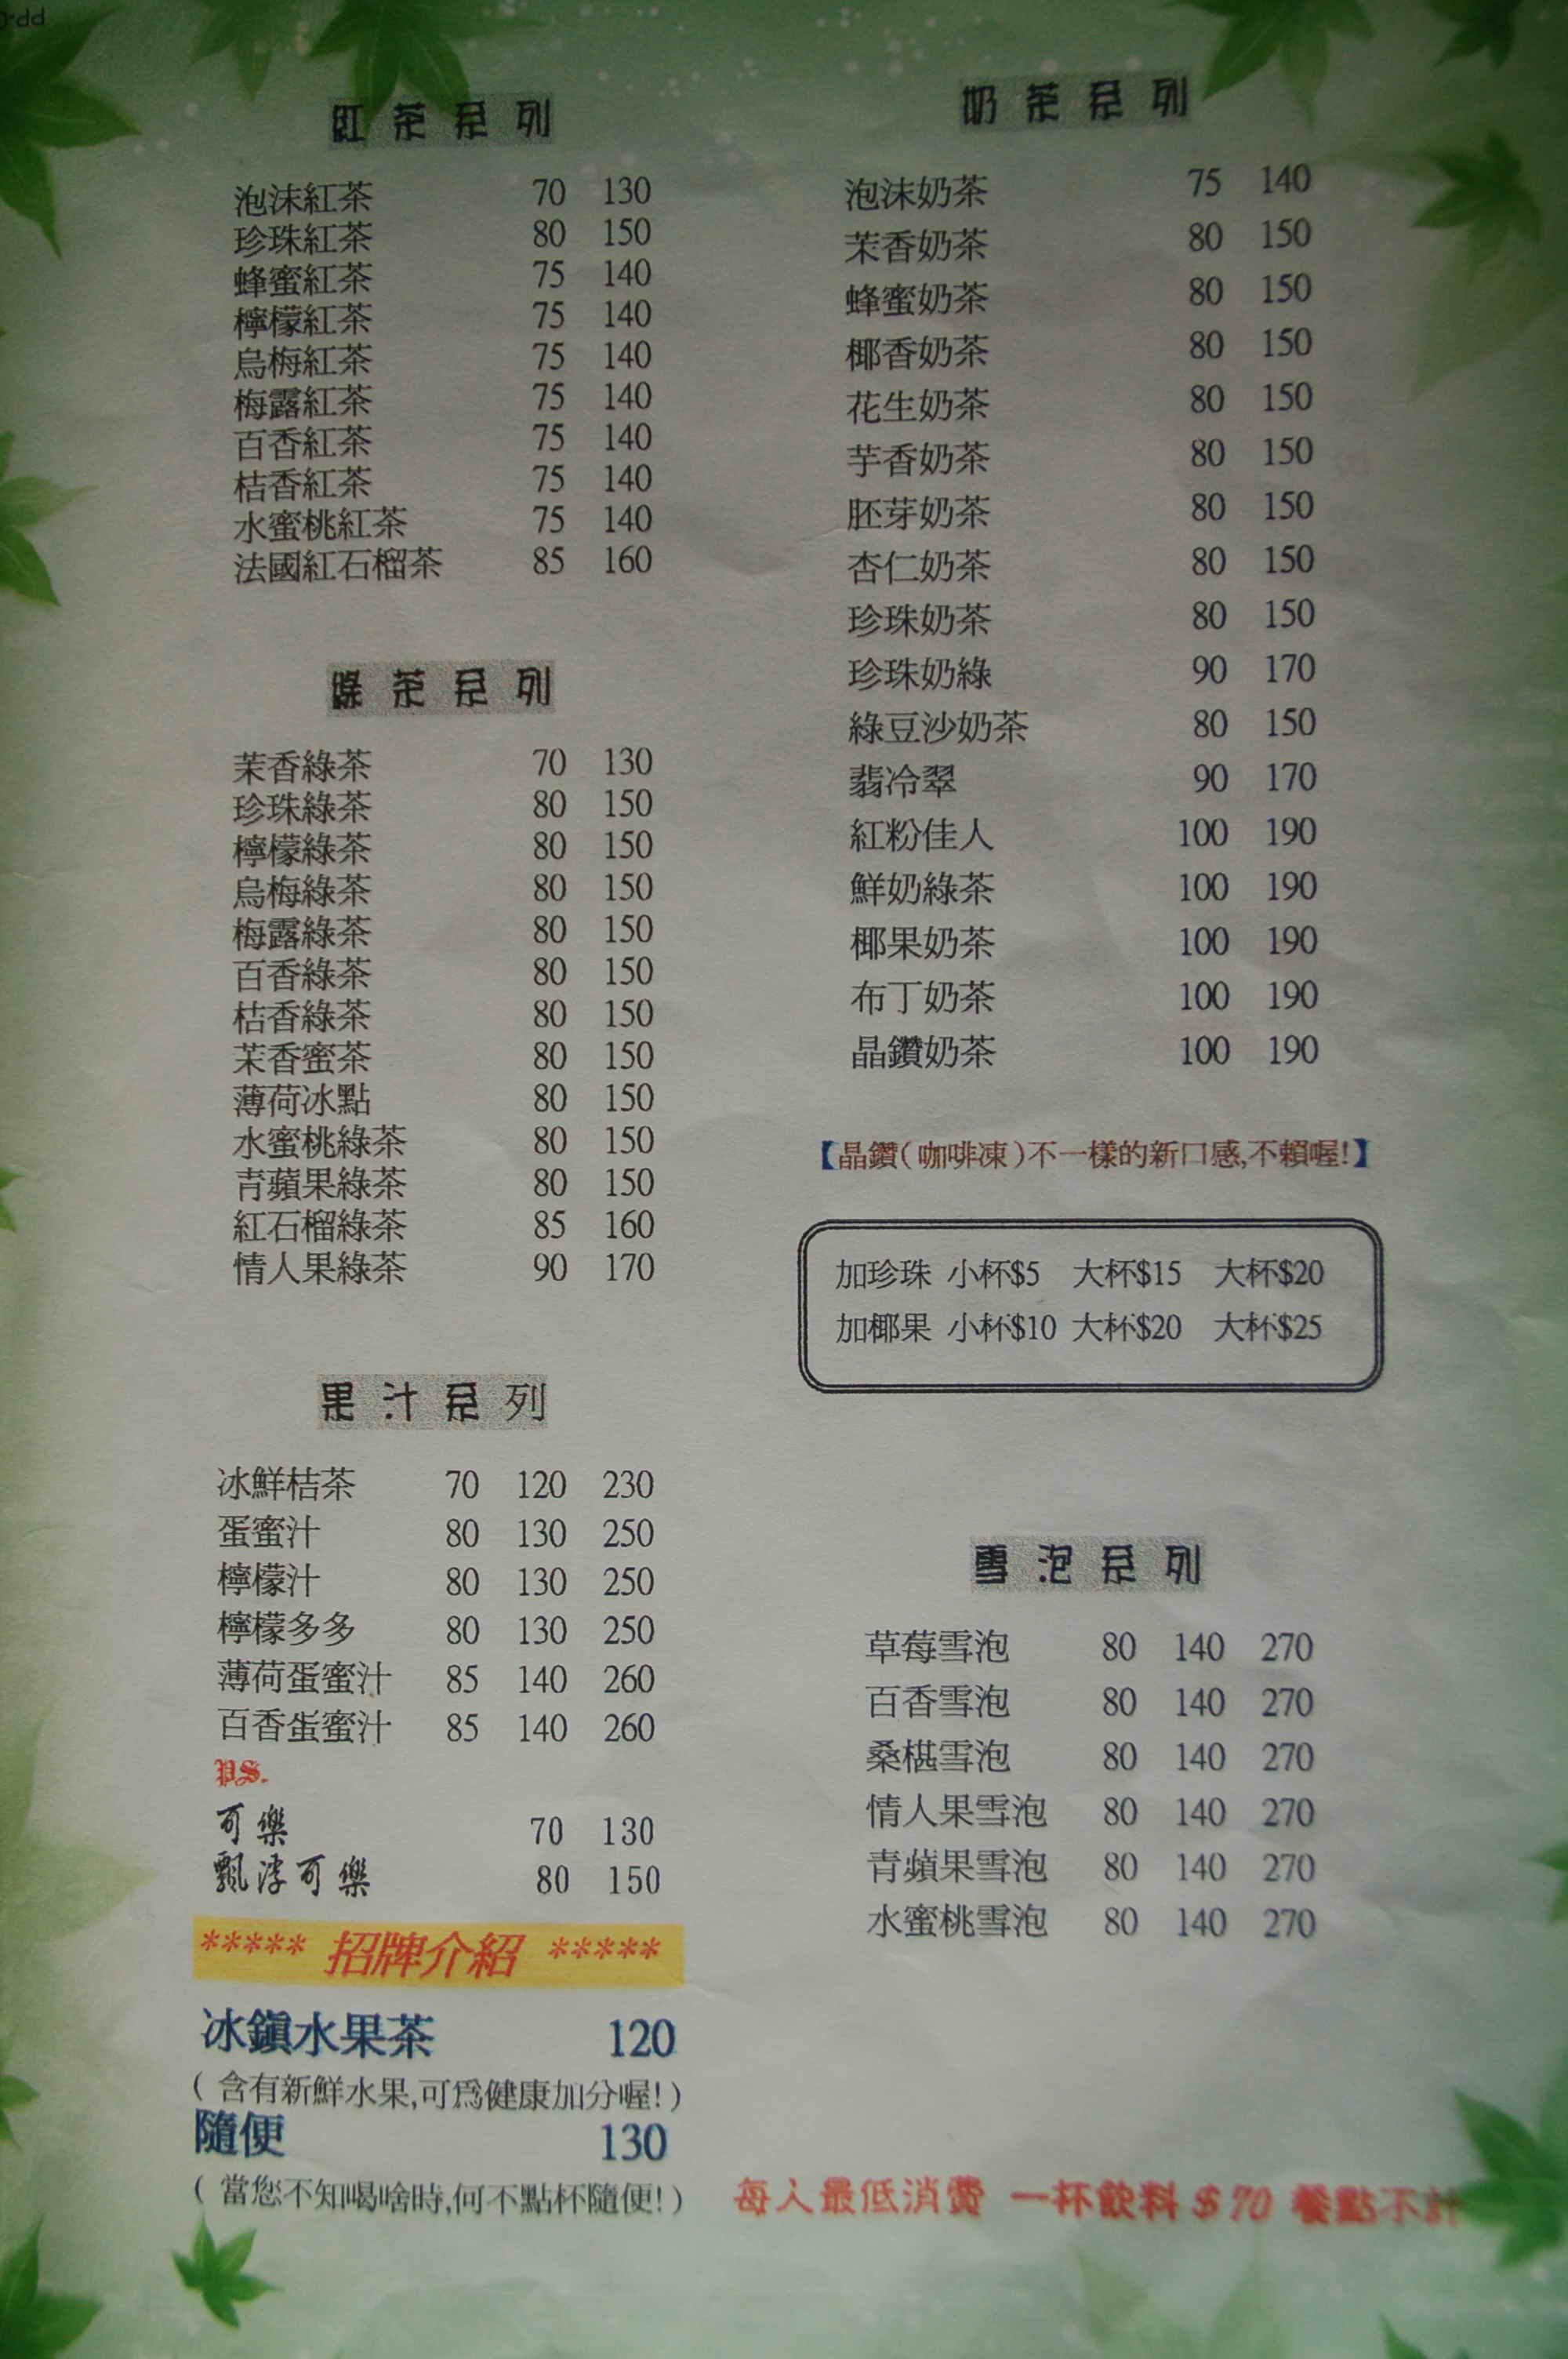 紅茶系列
泡沫紅茶 70 130
珍珠紅茶 80 150
蜂蜜紅茶 75 140
檸檬紅茶 75 140
烏梅紅茶 75 140
梅露紅茶 75 140
百香紅茶 75 140
桔香紅茶 75 140
水蜜桃紅茶 75 140
法國紅石榴茶 85 160
綠茶系列
茉香綠茶 70 130
珍珠綠茶 80 150
檸檬綠茶 80 150
烏梅綠茶 80 150
梅露綠茶 80 150
百香綠茶 80 150
桔香綠茶 80 150
茉香蜜茶 80 150
薄荷冰點 80 150
水蜜桃綠茶 80 150
青蘋果綠茶 80 150
紅石榴綠茶 85 160
情人果綠茶 90 170
果汁系列
冰鮮桔茶 70 120 230
蛋蜜汁 80 130 250
檸檬汁 80 130 250
檸檬多多 80 130 250
薄荷蛋蜜汁 85 140 260
百香蛋蜜汁 85 140 260
PS.
可樂 70 130
飄浮可樂 80 150
***** 招牌介紹 *****
冰鎮水果茶 120
( 含有新鮮水果,可為健康加分喔! )
隨便 130
( 當您不知喝啥時,何不點杯隨便! )
奶茶系列
泡沫奶茶 75 140
茉香奶茶 80 150
蜂蜜奶茶 80 150
椰香奶茶 80 150
花生奶茶 80 150
芋香奶茶 80 150
胚芽奶茶 80 150
杏仁奶茶 80 150
珍珠奶茶 80 150
珍珠奶綠 90 170
綠豆沙奶茶 80 150
翡冷翠 90 170
紅粉佳人 100 190
鮮奶綠茶 100 190
椰果奶茶 100 190
布丁奶茶 100 190
晶鑽奶茶 100 190
【晶鑽(咖啡凍)不一樣的新口感,不賴喔!】
加珍珠 小杯$5 大杯$15 大杯$20
加椰果 小杯$10 大杯$20 大杯$25
雪泡系列
草莓雪泡 80 140 270
百香雪泡 80 140 270
桑椹雪泡 80 140 270
情人果雪泡 80 140 270
青蘋果雪泡 80 140 270
水蜜桃雪泡 80 140 270
每人最低消費 一杯飲料$70 餐點不計